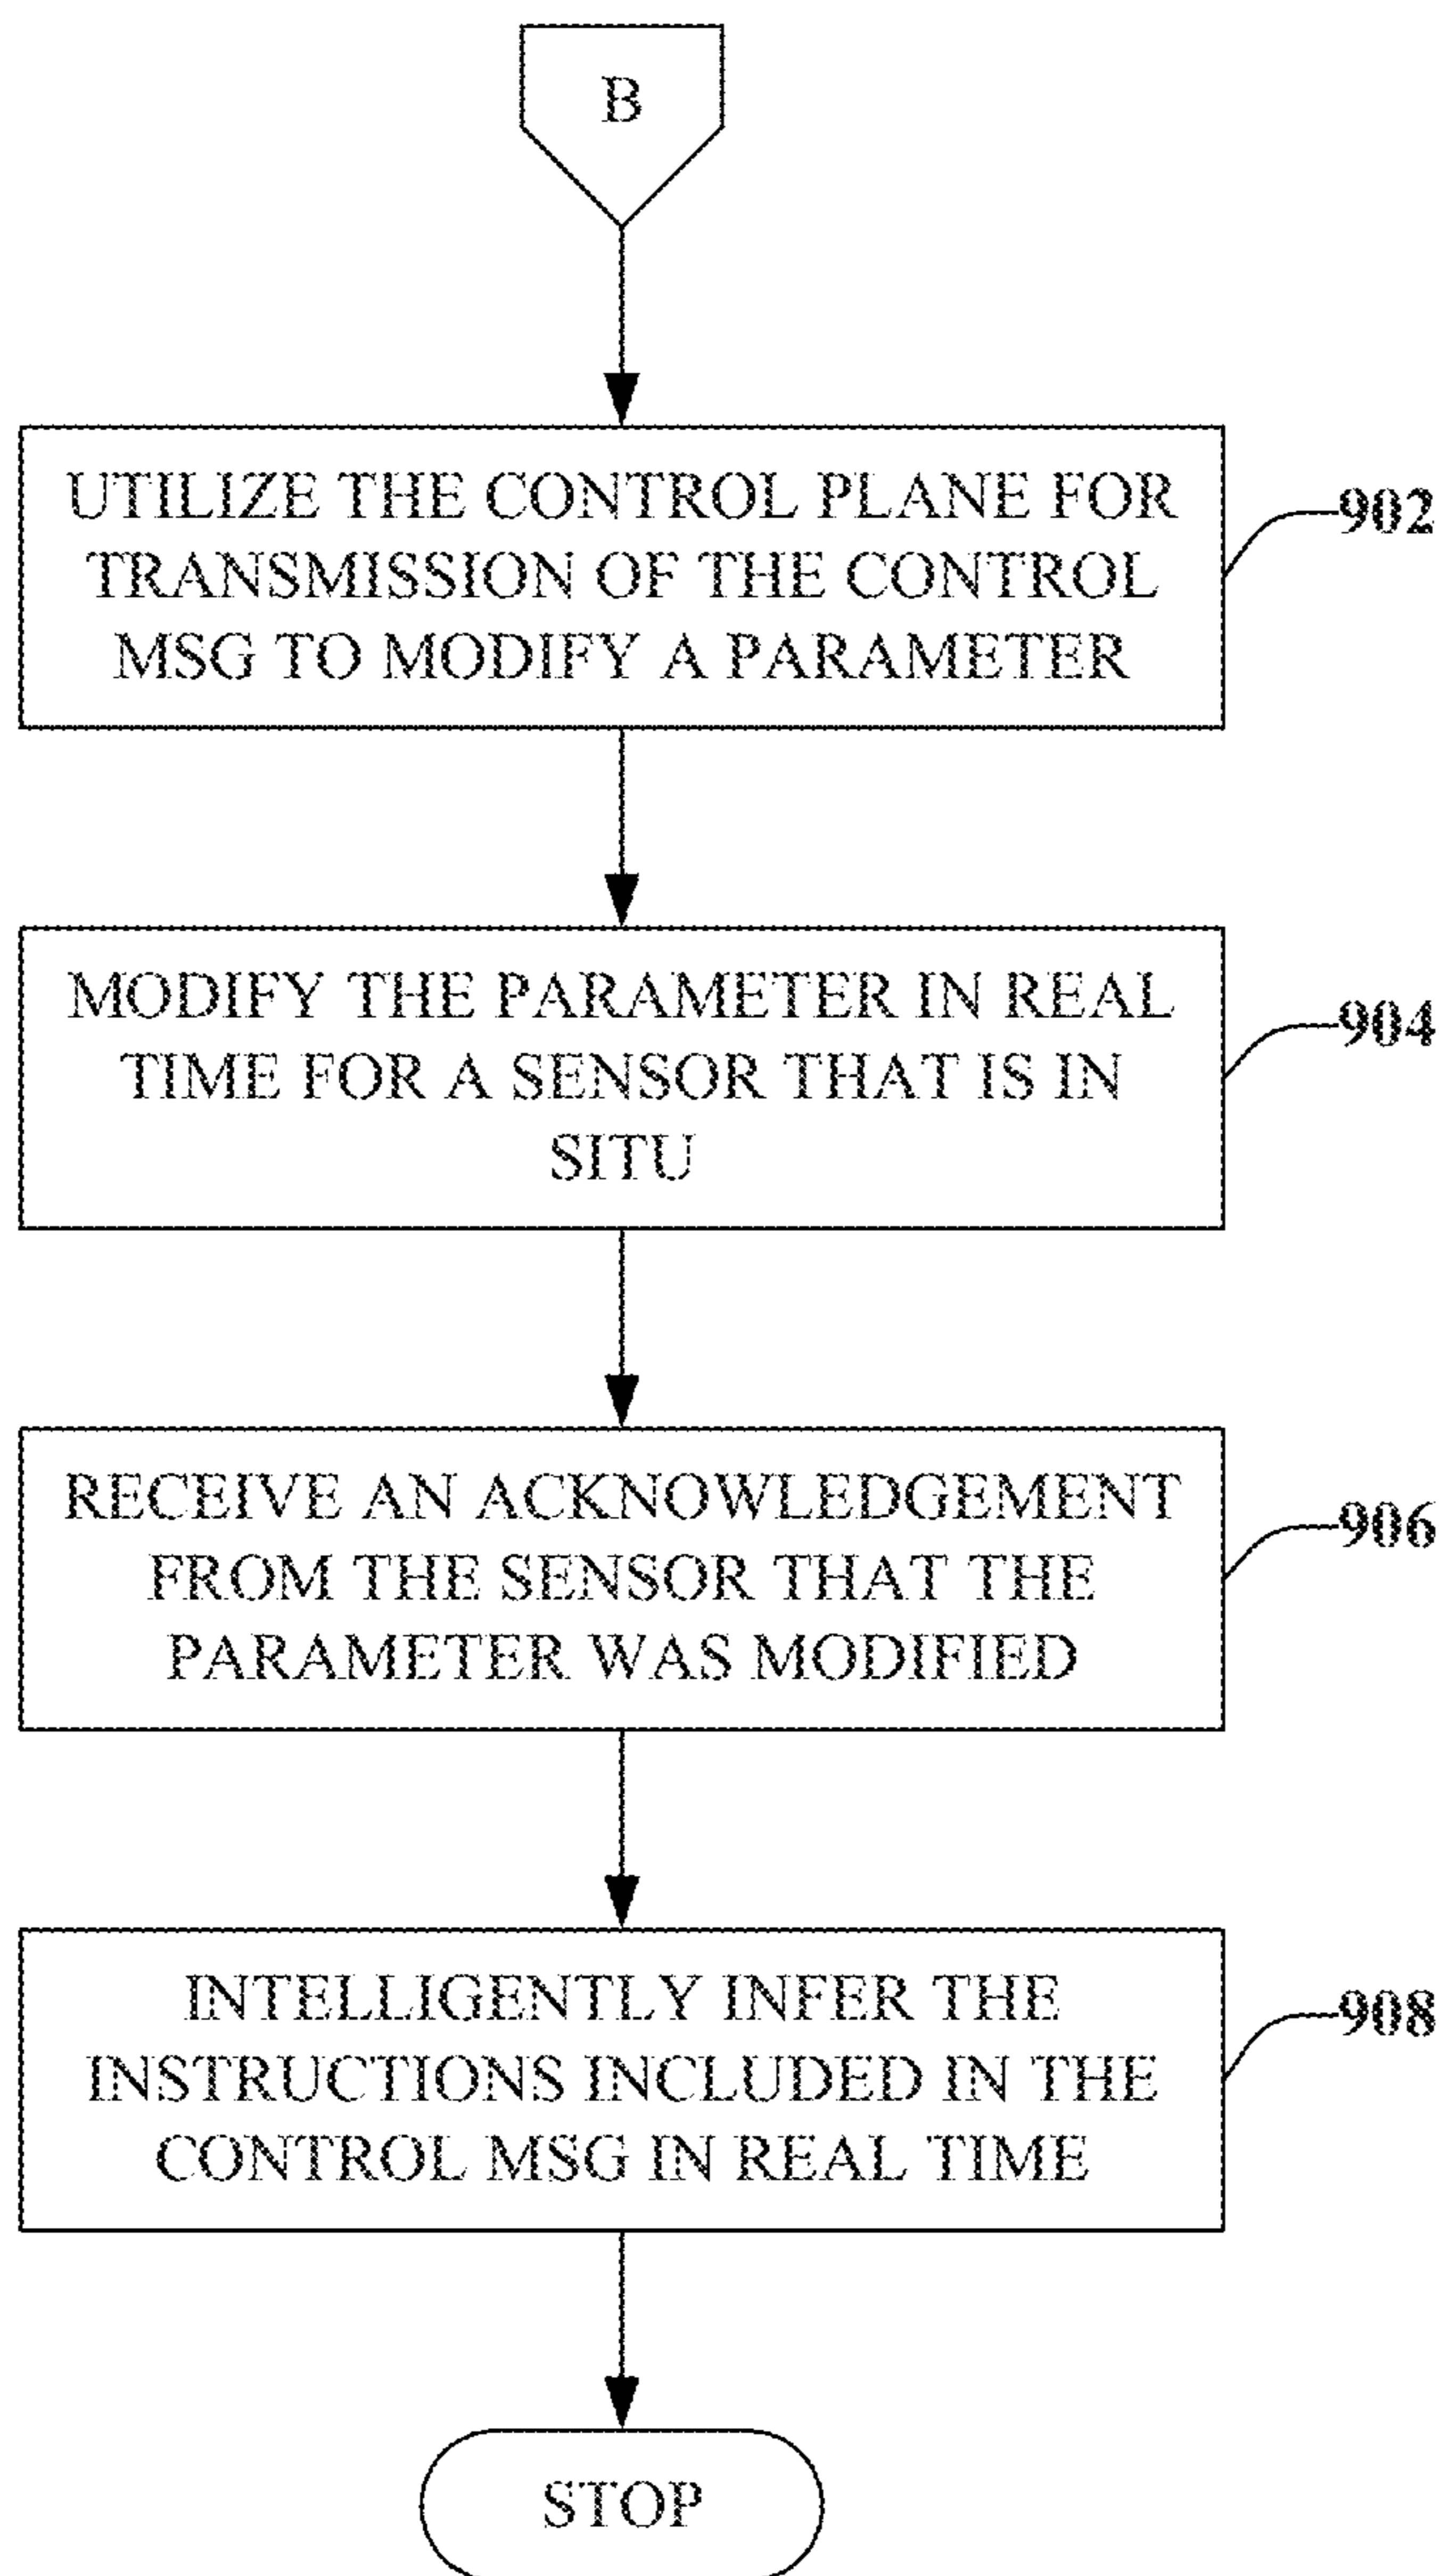 B
UTILIZE THE CONTROL PLANE FOR
TRANSMISSION OF THE CONTROL
MSG TO MODIFY A PARAMETER
902
MODIFY THE PARAMETER IN REAL
TIME FOR A SENSOR THAT IS IN
SITU
904
RECEIVE AN ACKNOWLEDGEMENT
FROM THE SENSOR THAT THE
PARAMETER WAS MODIFIED
906
INTELLIGENTLY INFER THE
INSTRUCTIONS INCLUDED IN THE
CONTROL MSG IN REAL TIME
908
STOP